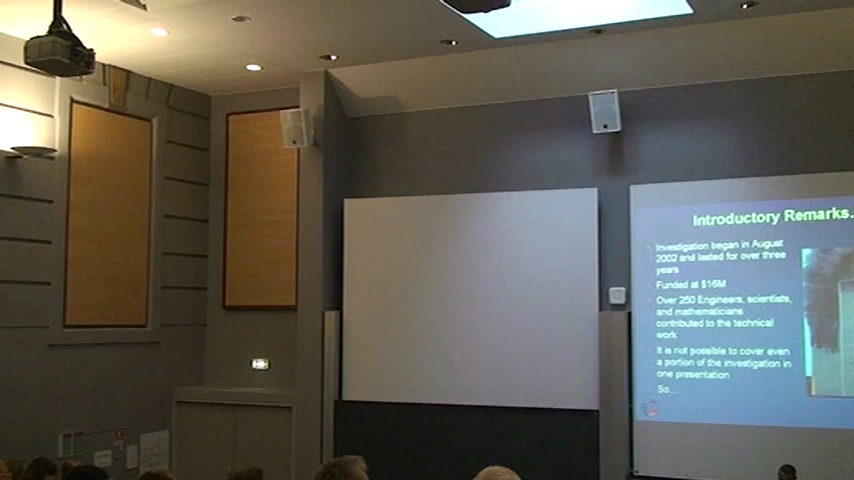 Introductory Remarks...
Investigation began in August
2002 and lasted for over three
years
Funded at $16M
Over 250 Engineers, scientists,
and mathematicians
contributed to the technical
work
It is not possible to cover even
a portion of the investigation in
one presentation
So...